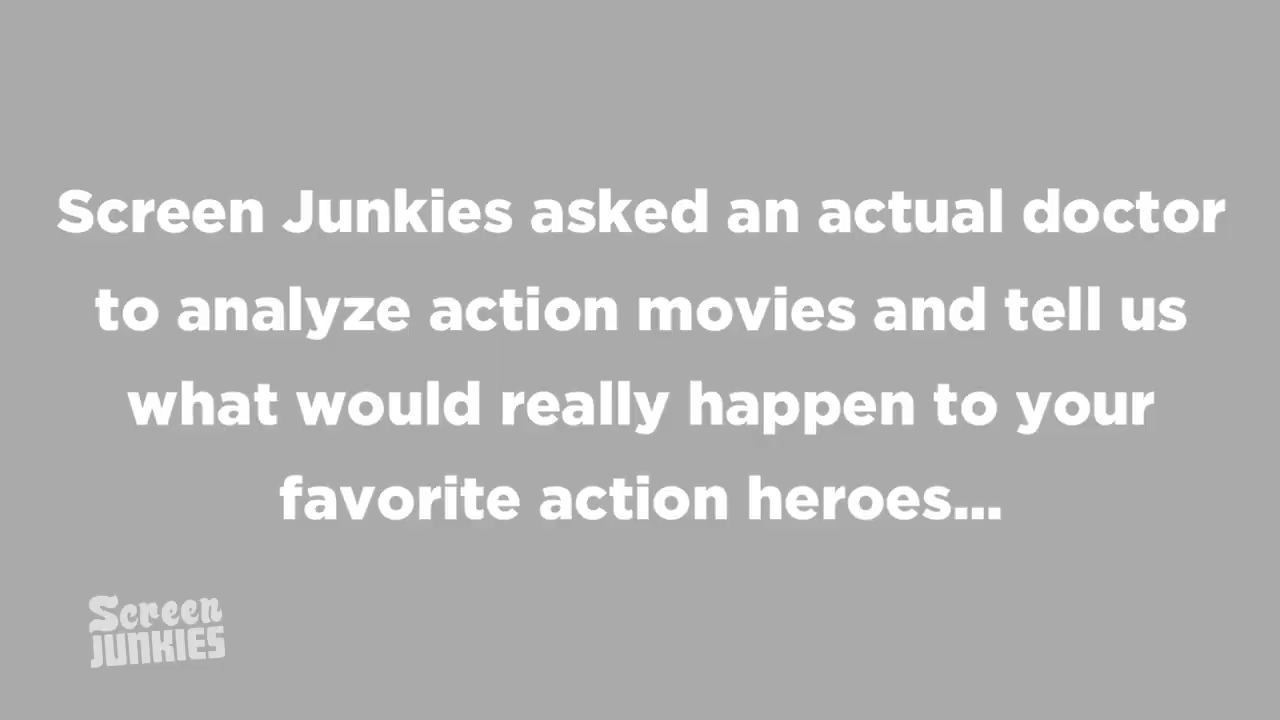 Screen Junkies asked an actual doctor
to analyze action movies and tell us
what would really happen to your
favorite action heroes...
Screen
JUNKIES